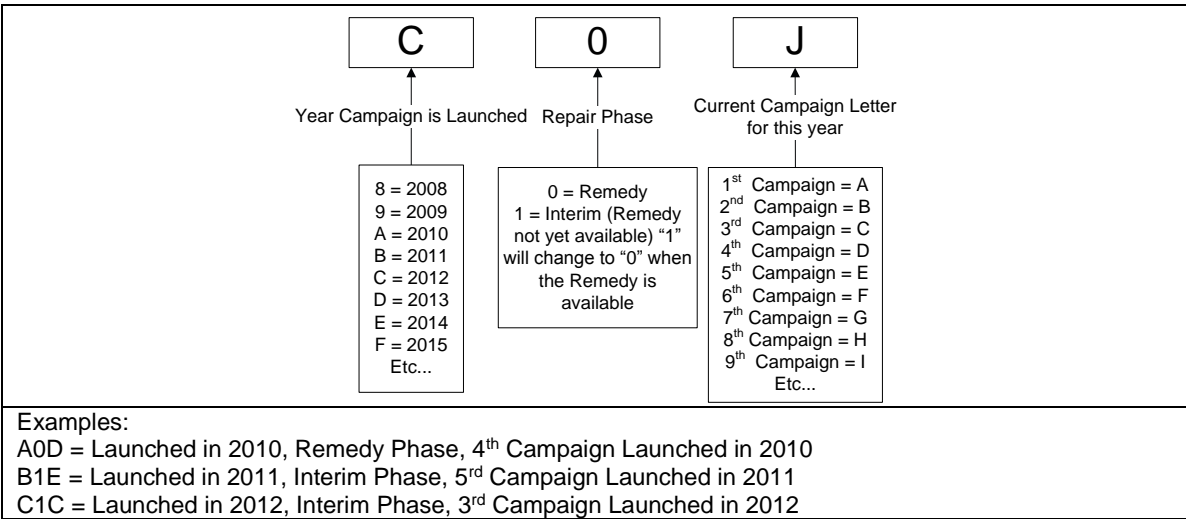 C 0 J
Year Campaign is Launched Repair Phase Current Campaign Letter
for this year
8 = 2008
9 = 2009
A = 2010
B = 2011
C = 2012
D = 2013
E = 2014
F = 2015
Etc...
0 = Remedy
1 = Interim (Remedy
not yet available) “1”
will change to “0” when
the Remedy is
available
1st Campaign = A
2nd Campaign = B
3rd Campaign = C
4th Campaign = D
5th Campaign = E
6th Campaign = F
7th Campaign = G
8th Campaign = H
9th Campaign = I
Etc...
Examples:
A0D = Launched in 2010, Remedy Phase, 4th Campaign Launched in 2010
B1E = Launched in 2011, Interim Phase, 5rd Campaign Launched in 2011
C1C = Launched in 2012, Interim Phase, 3rd Campaign Launched in 2012